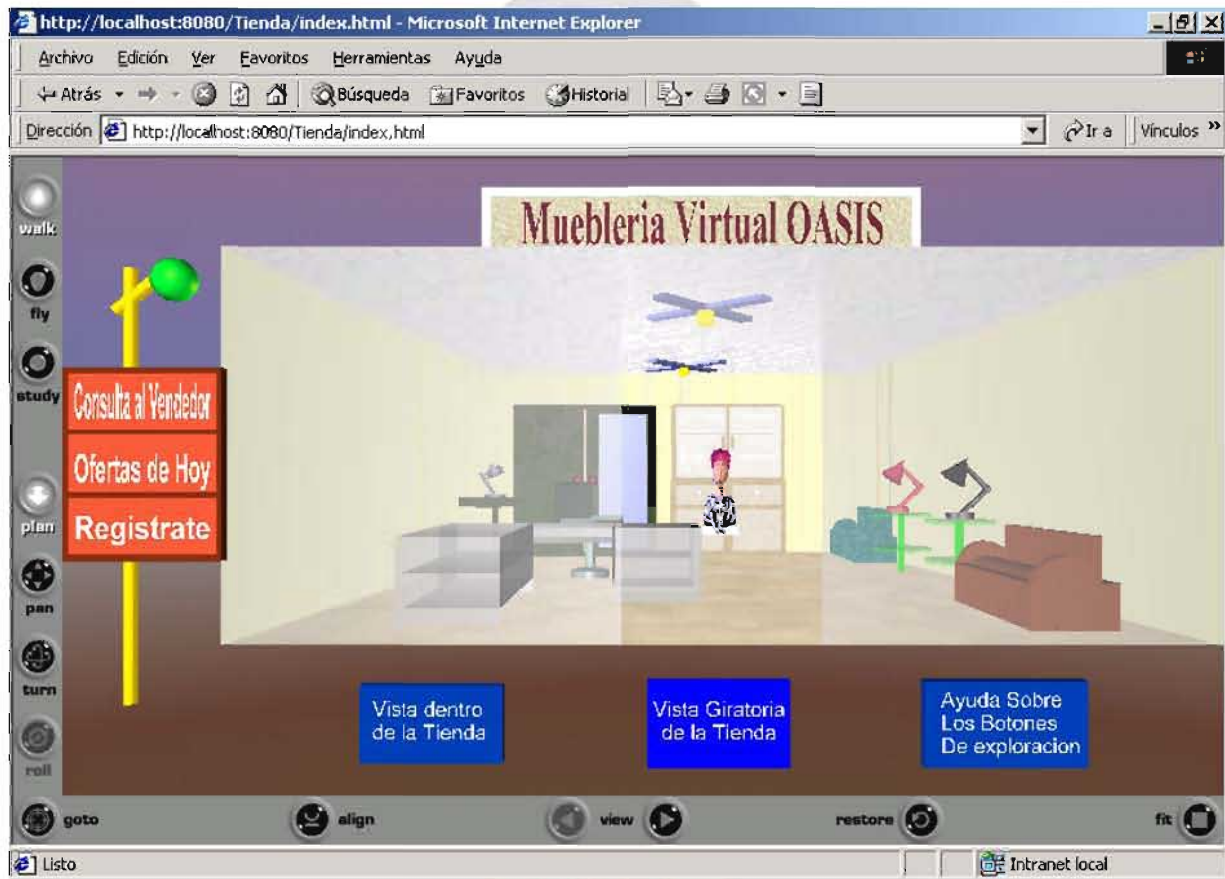 http://localhost:8080/Tienda/index.html - Microsoft Internet Explorer
Archivo Edición Ver Favoritos Herramientas Ayuda
Atrás Búsqueda Favoritos Historial
Dirección http://localhost:8080/Tienda/index.html Ir a Vínculos »
Muebleria Virtual OASIS
walk
fly
study
plan
pan
turn
roll
Consulta al Vendedor
Ofertas de Hoy
Registrate
Vista dentro
de la Tienda
Vista Giratoria
de la Tienda
Ayuda Sobre
Los Botones
De exploracion
goto align view restore fit
Listo Intranet local